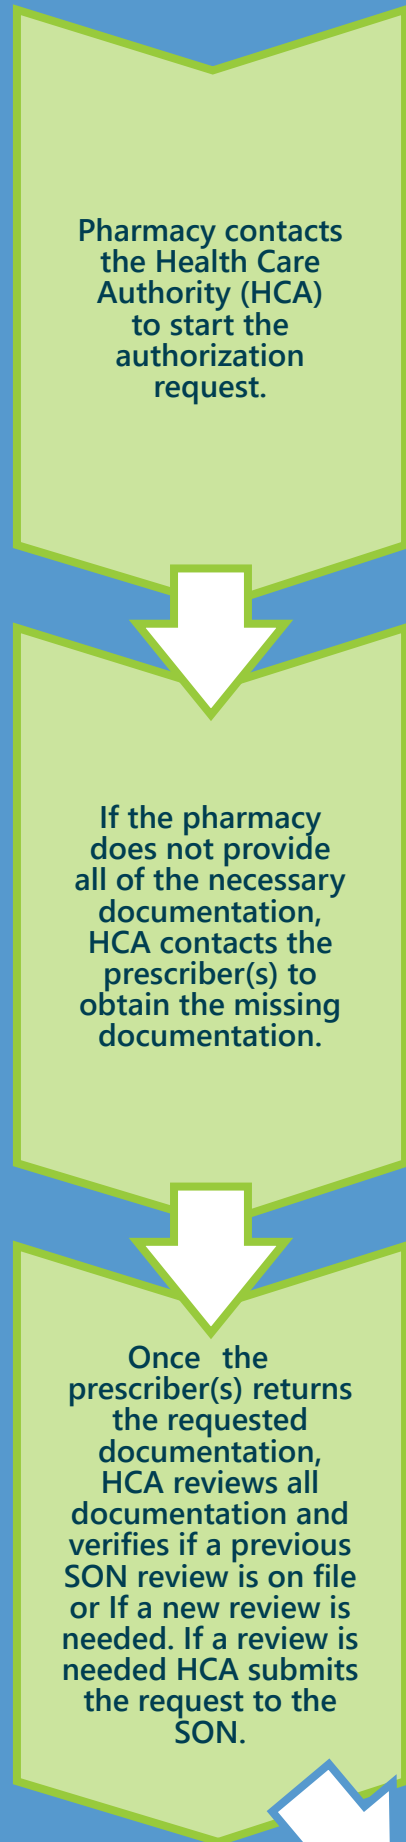 Pharmacy contacts
the Health Care
Authority (HCA)
to start the
authorization
request.
If the pharmacy
does not provide
all of the necessary
documentation,
HCA contacts the
prescriber(s) to
obtain the missing
documentation.
Once the
prescriber(s) returns
the requested
documentation,
HCA reviews all
documentation and
verifies if a previous
SON review is on file
or If a new review is
needed. If a review is
needed HCA submits
the request to the
SON.